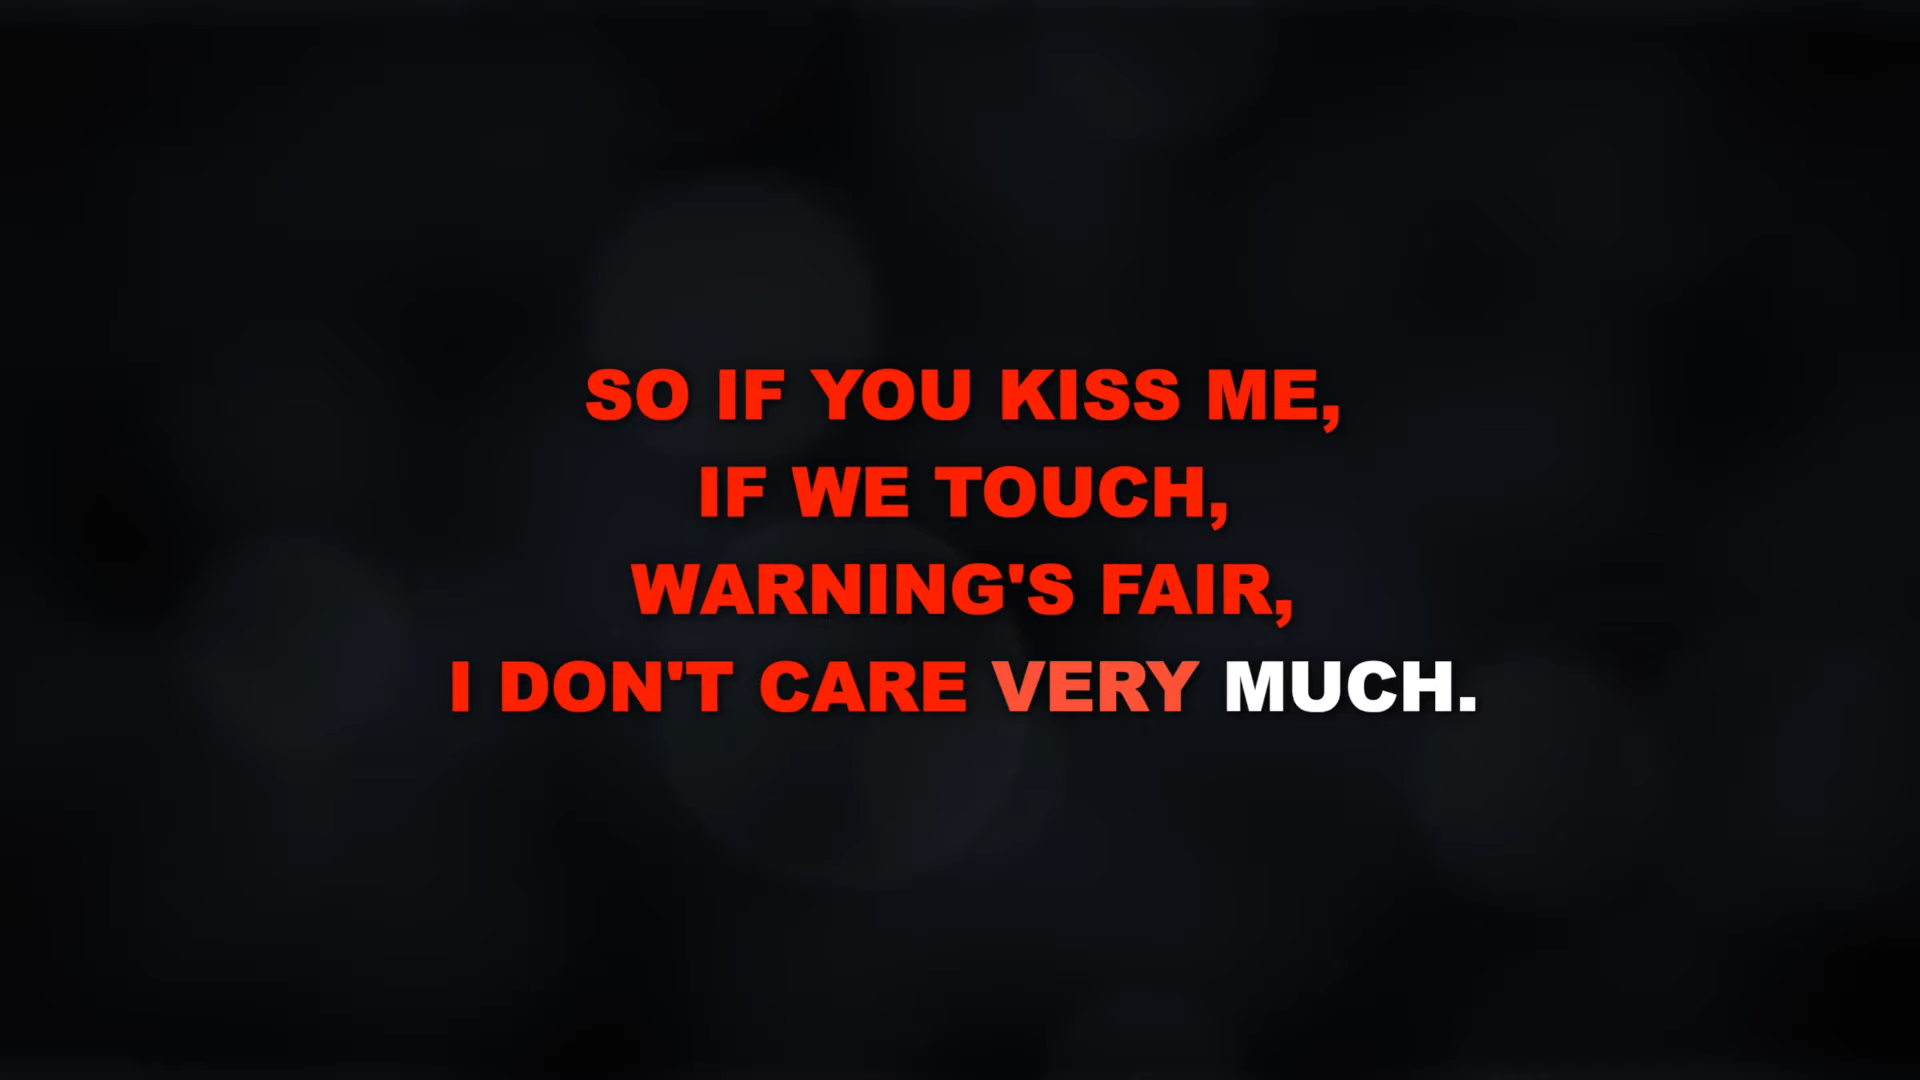 SO IF YOU KISS ME,
IF WE TOUCH,
WARNING'S FAIR,
I DON'T CARE VERY MUCH.